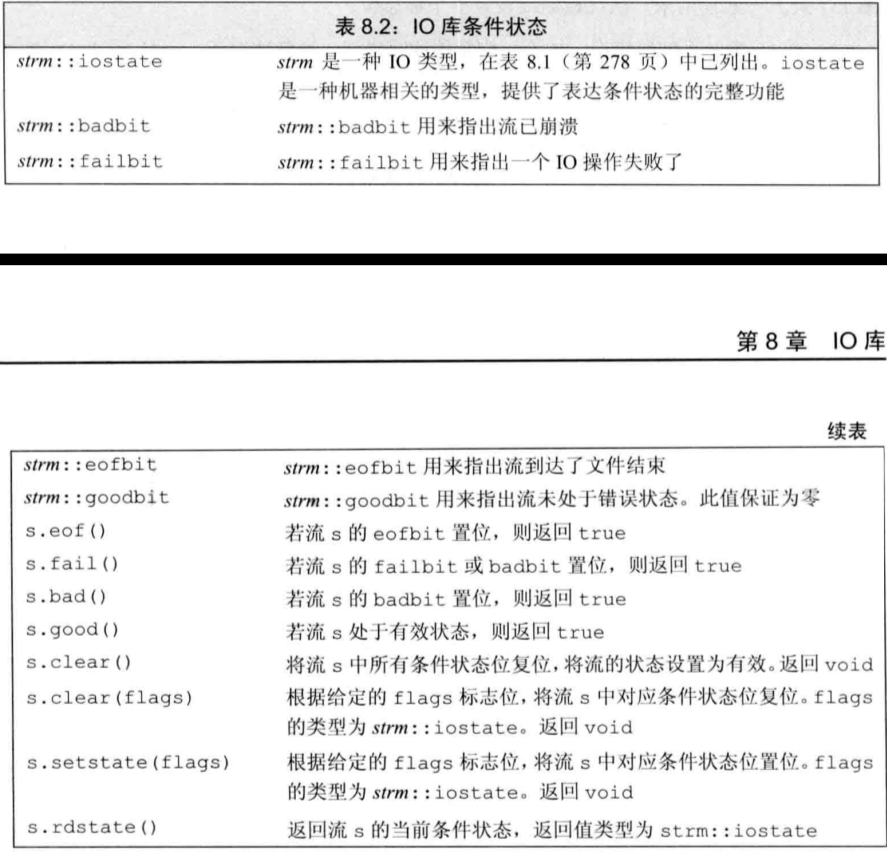 表 8.2：IO 库条件状态
strm::iostate strm 是一种 IO 类型，在表 8.1（第 278 页）中已列出。iostate
是一种机器相关的类型，提供了表达条件状态的完整功能
strm::badbit strm::badbit 用来指出流已崩溃
strm::failbit strm::failbit 用来指出一个 IO 操作失败了
第 8 章 IO 库
续表
strm::eofbit strm::eofbit 用来指出流到达了文件结束
strm::goodbit strm::goodbit 用来指出流未处于错误状态。此值保证为零
s.eof() 若流 s 的 eofbit 置位，则返回 true
s.fail() 若流 s 的 failbit 或 badbit 置位，则返回 true
s.bad() 若流 s 的 badbit 置位，则返回 true
s.good() 若流 s 处于有效状态，则返回 true
s.clear() 将流 s 中所有条件状态位复位，将流的状态设置为有效。返回 void
s.clear(flags) 根据给定的 flags 标志位，将流 s 中对应条件状态位复位。flags
的类型为 strm::iostate。返回 void
s.setstate(flags) 根据给定的 flags 标志位，将流 s 中对应条件状态位置位。flags
的类型为 strm::iostate。返回 void
s.rdstate() 返回流 s 的当前条件状态，返回值类型为 strm::iostate